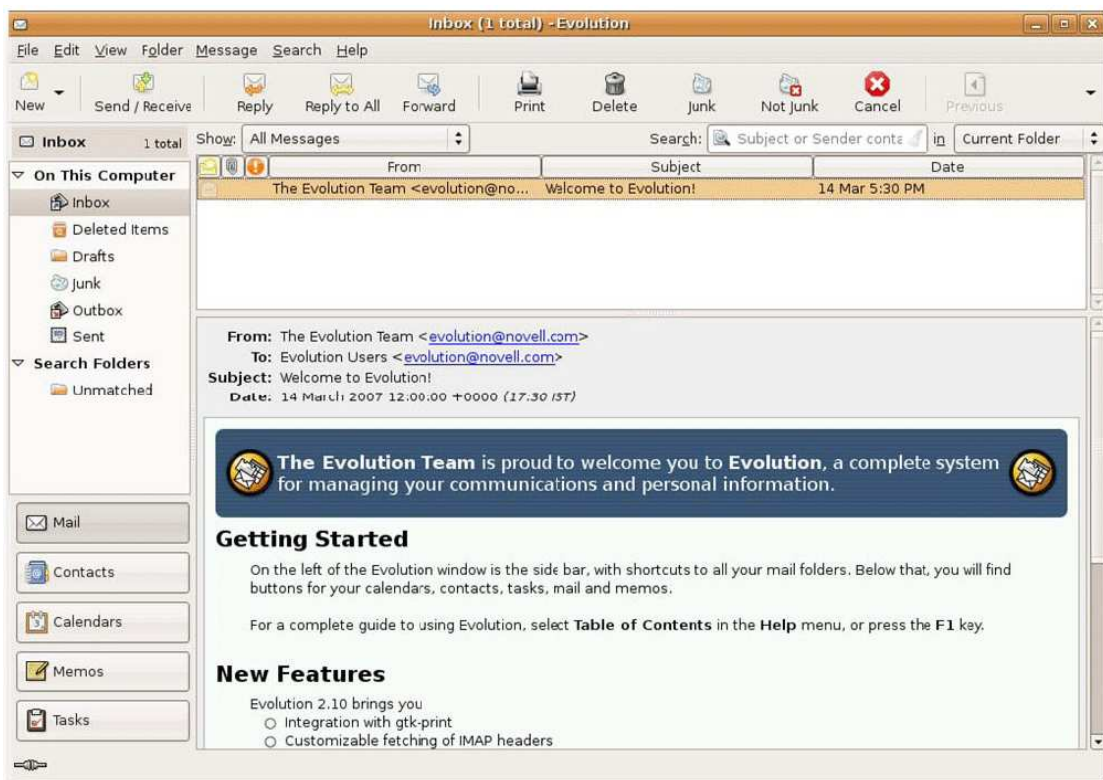 Inbox (1 total) - Evolution
File Edit View Folder Message Search Help
New Send / Receive Reply Reply to All Forward Print Delete Junk Not Junk Cancel Previous
Inbox 1 total
Show: All Messages Search: Subject or Sender conta in Current Folder
On This Computer
Inbox
Deleted Items
Drafts
Junk
Outbox
Sent
Search Folders
Unmatched
Mail
Contacts
Calendars
Memos
Tasks
From Subject Date
The Evolution Team <evolution@no... Welcome to Evolution! 14 Mar 5:30 PM
From: The Evolution Team <evolution@novell.com>
To: Evolution Users <evolution@novell.com>
Subject: Welcome to Evolution!
Date: 14 March 2007 12:00:00 +0000 (17:30 IST)
The Evolution Team is proud to welcome you to Evolution, a complete system
for managing your communications and personal information.
Getting Started
On the left of the Evolution window is the side bar, with shortcuts to all your mail folders. Below that, you will find
buttons for your calendars, contacts, tasks, mail and memos.
For a complete guide to using Evolution, select Table of Contents in the Help menu, or press the F1 key.
New Features
Evolution 2.10 brings you
Integration with gtk-print
Customizable fetching of IMAP headers